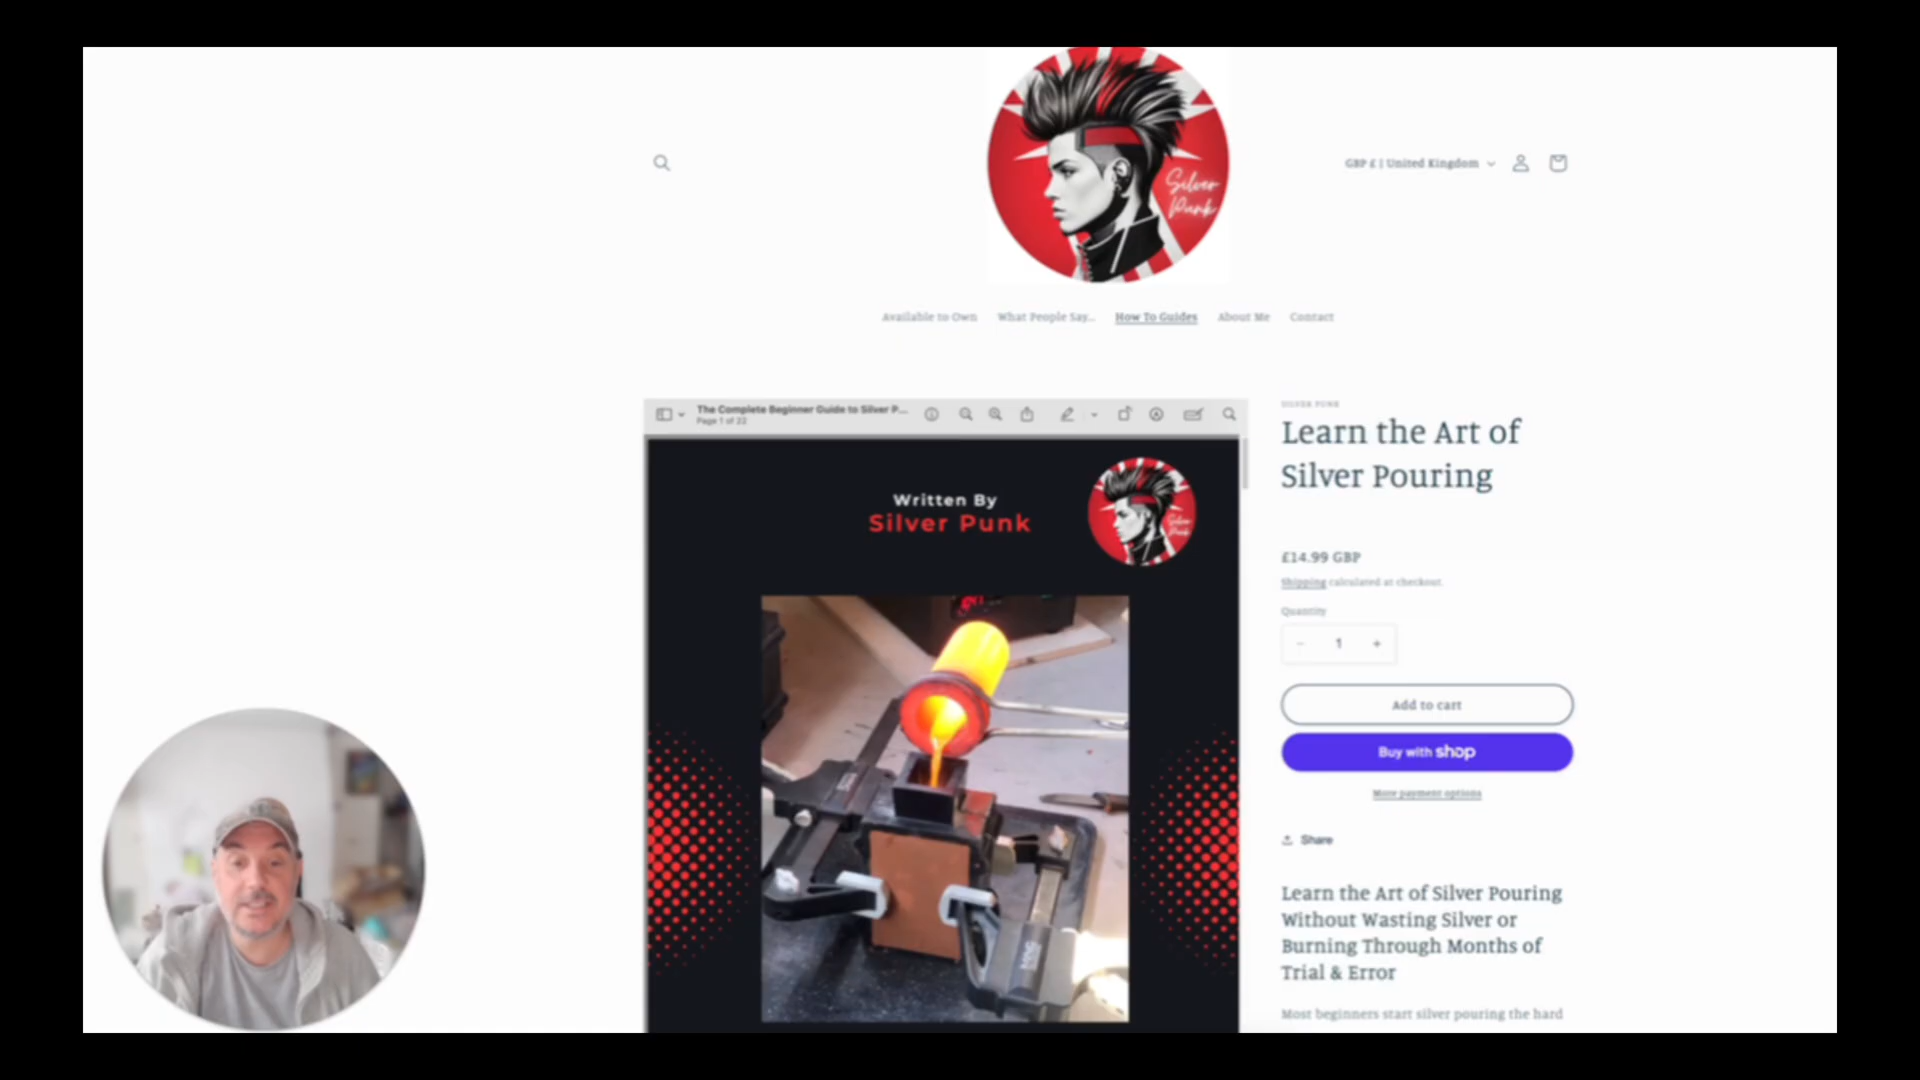 Silver
Punk
GBP £ | United Kingdom
Available to Own
What People Say...
How To Guides
About Me
Contact
The Complete Beginner Guide to Silver P...
Page 1 of 22
Written By
Silver Punk
Silver
Punk
SILVER PUNK
Learn the Art of
Silver Pouring
£14.99 GBP
Shipping calculated at checkout.
Quantity
1
Add to cart
Buy with shop
More payment options
Share
Learn the Art of Silver Pouring
Without Wasting Silver or
Burning Through Months of
Trial & Error
Most beginners start silver pouring the hard